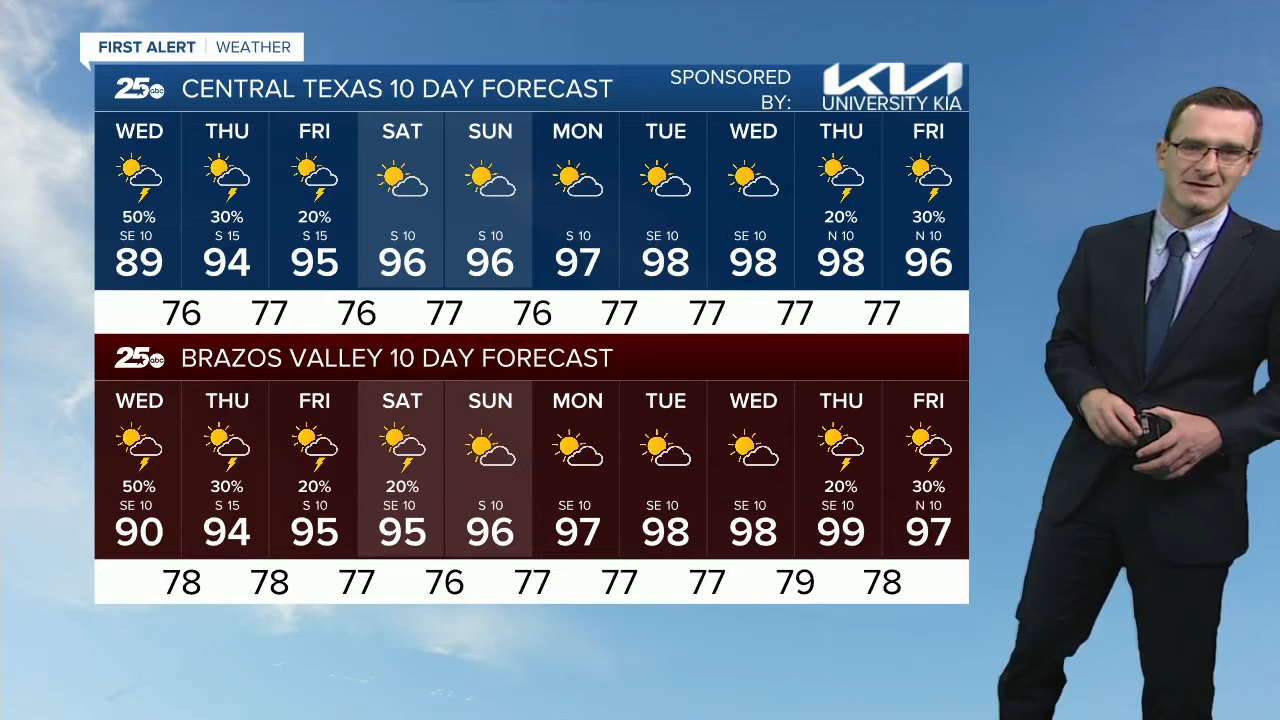 FIRST ALERT | WEATHER
25 abc CENTRAL TEXAS 10 DAY FORECAST
SPONSORED BY:
KIA
UNIVERSITY KIA
WED THU FRI SAT SUN MON TUE WED THU FRI
50% 30% 20% 20% 30%
SE 10 S 15 S 15 S 10 S 10 S 10 SE 10 SE 10 N 10 N 10
89 94 95 96 96 97 98 98 98 96
76 77 76 77 76 77 77 77 77
25 abc BRAZOS VALLEY 10 DAY FORECAST
WED THU FRI SAT SUN MON TUE WED THU FRI
50% 30% 20% 20% 20% 30%
SE 10 S 15 S 10 SE 10 S 10 SE 10 SE 10 SE 10 SE 10 N 10
90 94 95 95 96 97 98 98 99 97
78 78 77 76 77 77 77 79 78